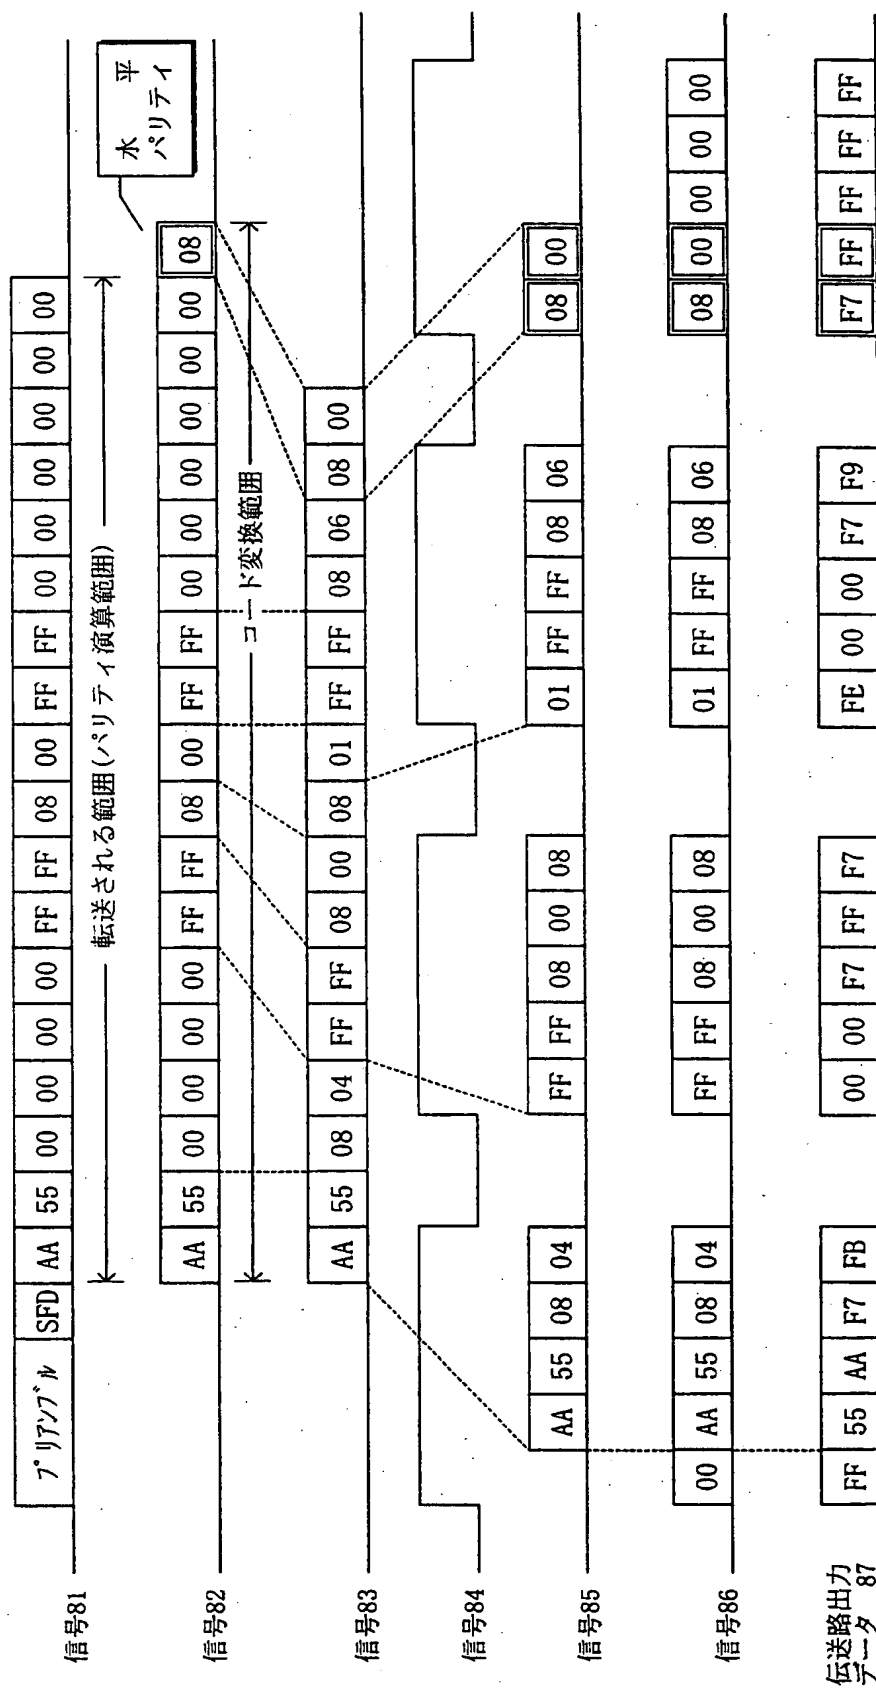 信号81
プリアンブル SFD AA 55 00 00 00 00 FF FF 08 00 FF FF 00 00 00 00 00 00
転送される範囲(パリティ演算範囲)
水平
パリティ
信号82
AA 55 00 00 00 00 FF FF 08 00 FF FF 00 00 00 00 00 00 08
コード変換範囲
信号83
AA 55 08 04 FF FF 08 00 08 01 FF FF 08 06 08 00
信号84
信号85
AA 55 08 04 FF FF 08 00 08 01 FF FF 08 06 08 00
信号86
00 AA 55 08 04 FF FF 08 00 08 01 FF FF 08 06 08 00 00 00 00
伝送路出力
データ 87
FF 55 AA F7 FB 00 00 F7 FF F7 FE 00 00 F7 F9 F7 FF FF FF FF